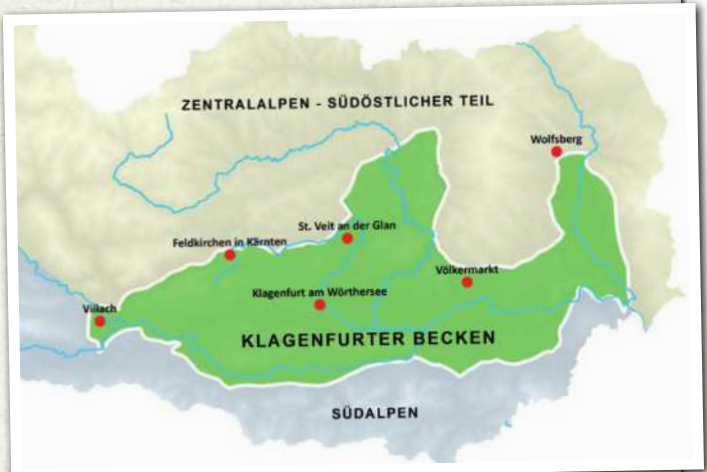 ZENTRALALPEN - SÜDÖSTLICHER TEIL
Wolfsberg
St. Veit an der Glan
Feldkirchen in Kärnten
Völkermarkt
Klagenfurt am Wörthersee
Villach
KLAGENFURTER BECKEN
SÜDALPEN